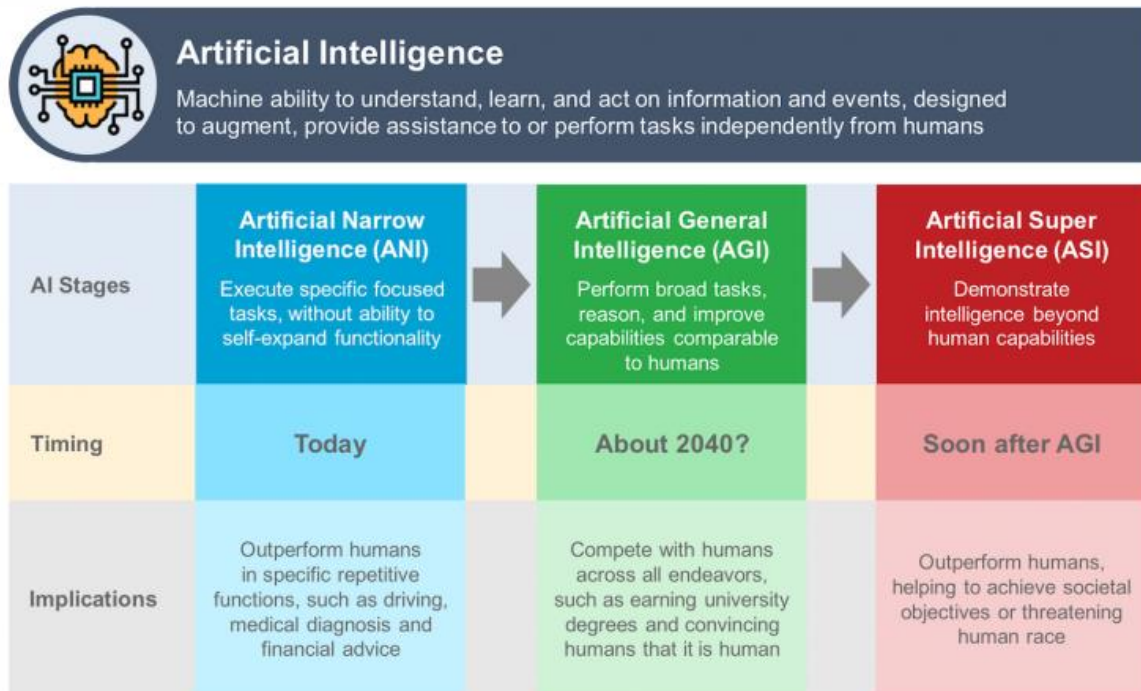 Artificial Intelligence
Machine ability to understand, learn, and act on information and events, designed
to augment, provide assistance to or perform tasks independently from humans
AI Stages
Artificial Narrow
Intelligence (ANI)
Execute specific focused
tasks, without ability to
self-expand functionality
Artificial General
Intelligence (AGI)
Perform broad tasks,
reason, and improve
capabilities comparable
to humans
Artificial Super
Intelligence (ASI)
Demonstrate
intelligence beyond
human capabilities
Timing
Today
About 2040?
Soon after AGI
Implications
Outperform humans
in specific repetitive
functions, such as driving,
medical diagnosis and
financial advice
Compete with humans
across all endeavors,
such as earning university
degrees and convincing
humans that it is human
Outperform humans,
helping to achieve societal
objectives or threatening
human race